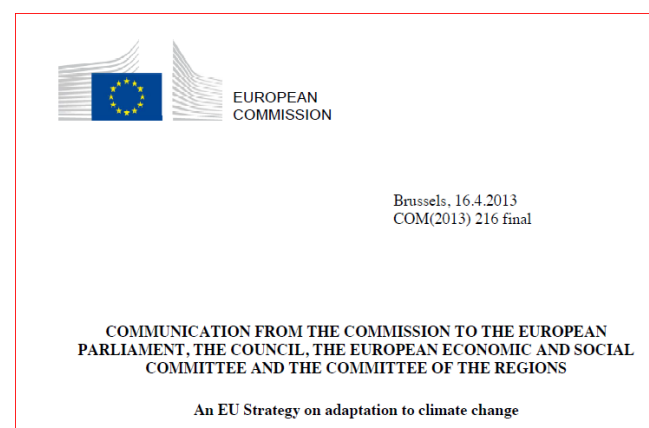 EUROPEAN
COMMISSION
Brussels, 16.4.2013
COM(2013) 216 final
COMMUNICATION FROM THE COMMISSION TO THE EUROPEAN
PARLIAMENT, THE COUNCIL, THE EUROPEAN ECONOMIC AND SOCIAL
COMMITTEE AND THE COMMITTEE OF THE REGIONS
An EU Strategy on adaptation to climate change